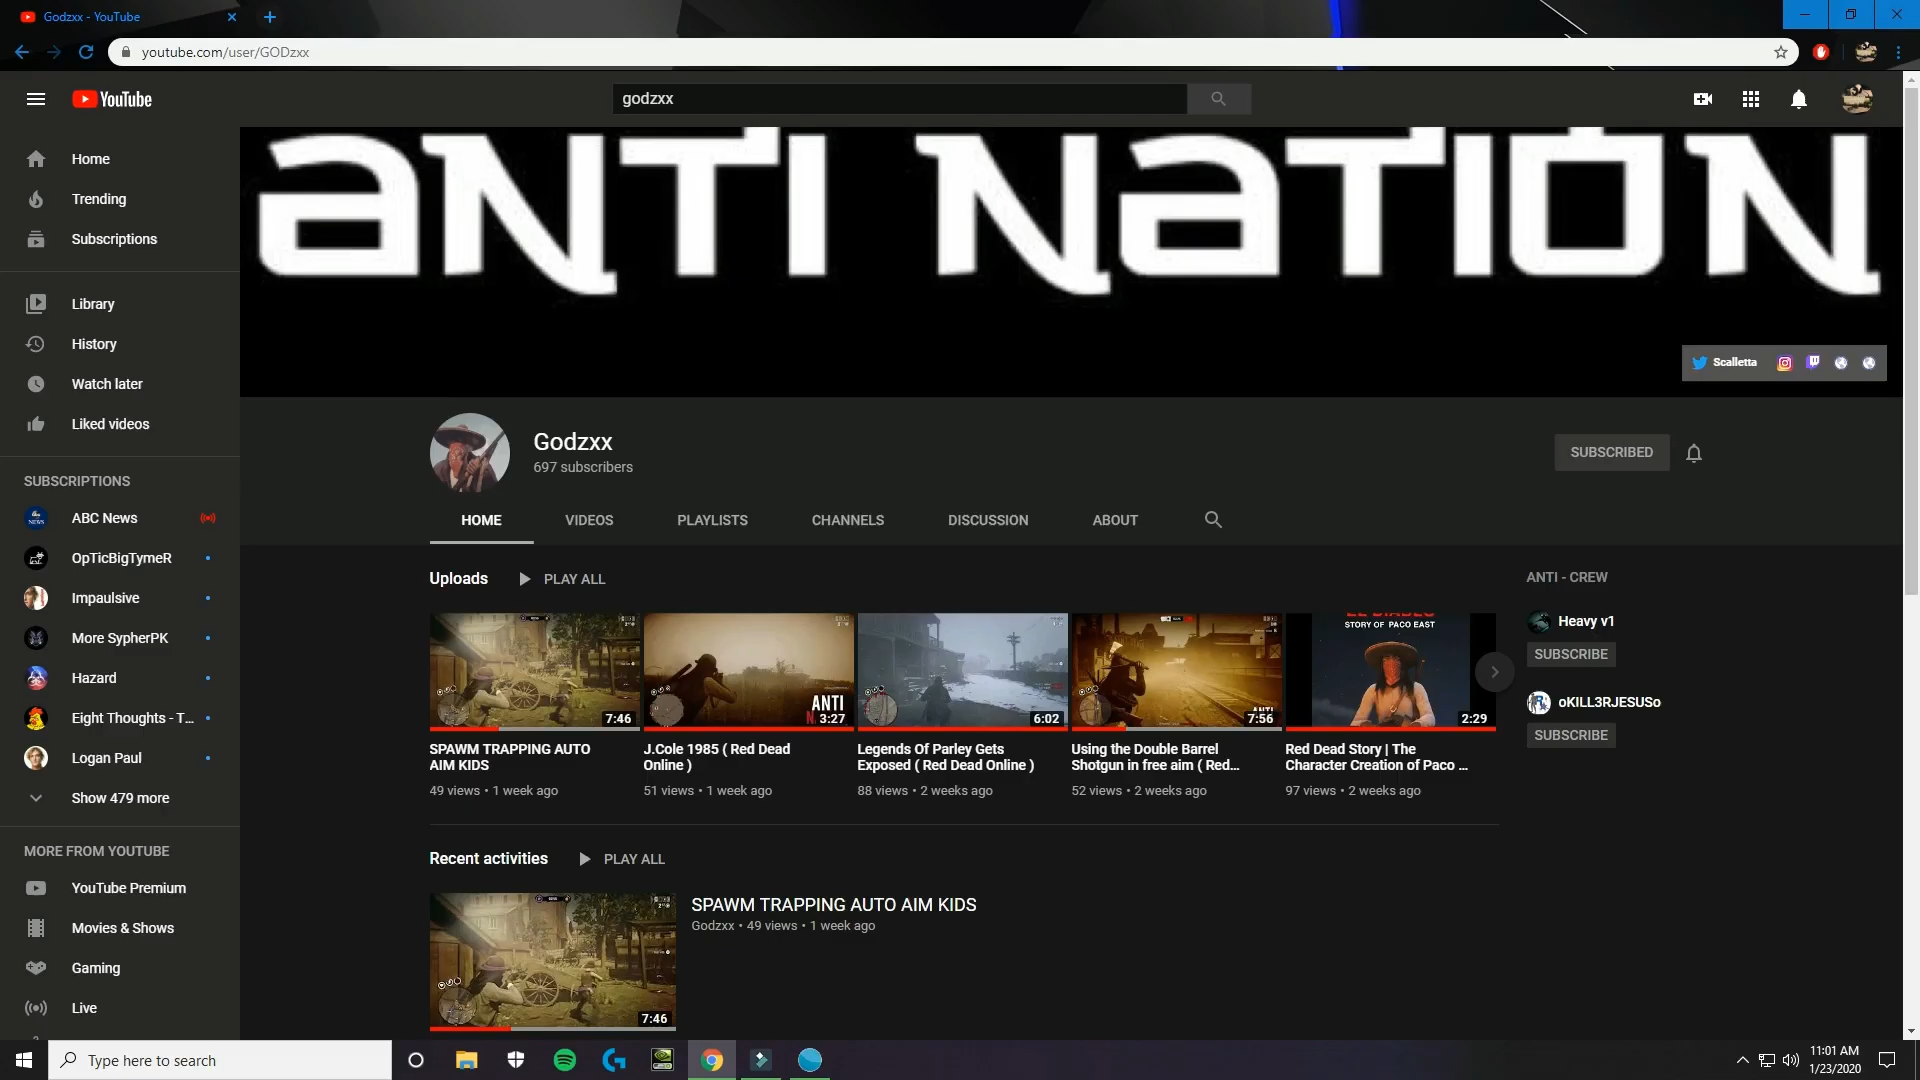 Godzxx - YouTube
youtube.com/user/GODzxx
YouTube
godzxx
Home
Trending
Subscriptions
Library
History
Watch later
Liked videos
SUBSCRIPTIONS
ABC News
OpTicBigTymeR
Impaulsive
More SypherPK
Hazard
Eight Thoughts - T...
Logan Paul
Show 479 more
MORE FROM YOUTUBE
YouTube Premium
Movies & Shows
Gaming
Live
ANTI NATION
Scalletta
Godzxx
697 subscribers
SUBSCRIBED
HOME VIDEOS PLAYLISTS CHANNELS DISCUSSION ABOUT
Uploads PLAY ALL
7:46
SPAWM TRAPPING AUTO
AIM KIDS
49 views • 1 week ago
ANTI
3:27
J.Cole 1985 ( Red Dead
Online )
51 views • 1 week ago
6:02
Legends Of Parley Gets
Exposed ( Red Dead Online )
88 views • 2 weeks ago
7:56
Using the Double Barrel
Shotgun in free aim ( Red...
52 views • 2 weeks ago
STORY OF PACO EAST
2:29
Red Dead Story | The
Character Creation of Paco ...
97 views • 2 weeks ago
ANTI - CREW
Heavy v1
SUBSCRIBE
oKILL3RJESUSo
SUBSCRIBE
Recent activities PLAY ALL
7:46
SPAWM TRAPPING AUTO AIM KIDS
Godzxx • 49 views • 1 week ago
Type here to search
11:01 AM
1/23/2020